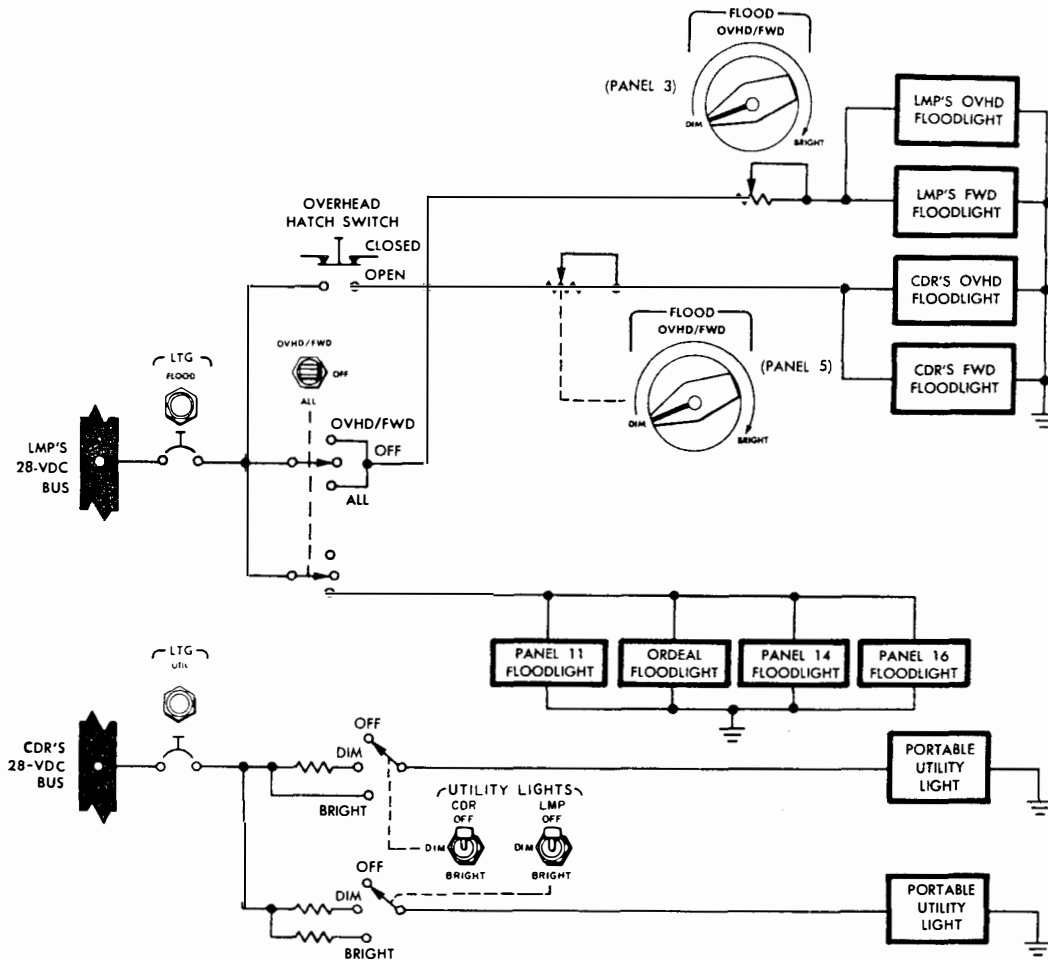 FLOOD
OVHD/FWD
(PANEL 3)
DIM
BRIGHT
LMP'S OVHD
FLOODLIGHT
LMP'S FWD
FLOODLIGHT
OVERHEAD
HATCH SWITCH
CLOSED
OPEN
CDR'S OVHD
FLOODLIGHT
FLOOD
OVHD/FWD
(PANEL 5)
DIM
BRIGHT
CDR'S FWD
FLOODLIGHT
OVHD/FWD
OFF
ALL
LTG
FLOOD
LMP'S
28-VDC
BUS
OVHD/FWD
OFF
ALL
PANEL 11
FLOODLIGHT
ORDEAL
FLOODLIGHT
PANEL 14
FLOODLIGHT
PANEL 16
FLOODLIGHT
LTG
UTIL
CDR'S
28-VDC
BUS
OFF
DIM
BRIGHT
PORTABLE
UTILITY
LIGHT
UTILITY LIGHTS
CDR LMP
OFF OFF
DIM DIM
BRIGHT BRIGHT
OFF
DIM
BRIGHT
PORTABLE
UTILITY
LIGHT